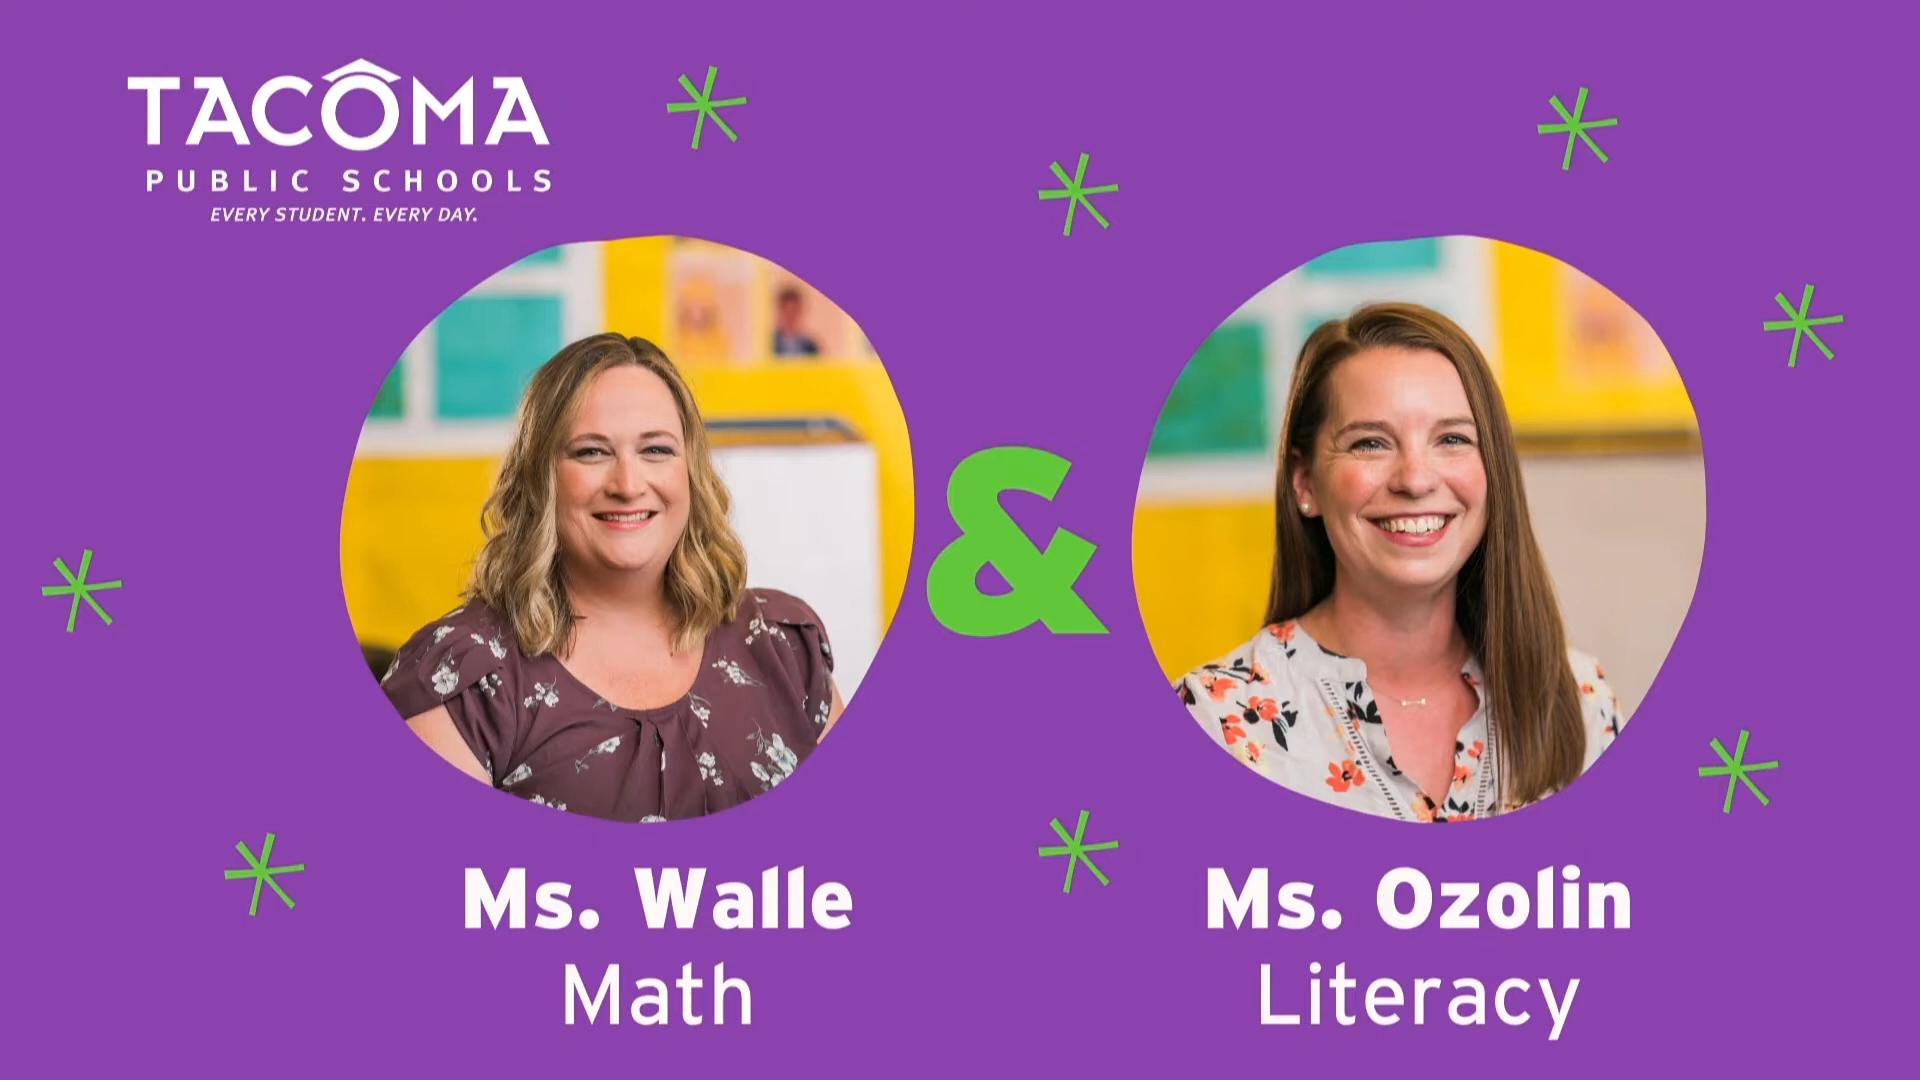 TACOMA
PUBLIC SCHOOLS
EVERY STUDENT. EVERY DAY.
&
Ms. Walle
Math
Ms. Ozolin
Literacy